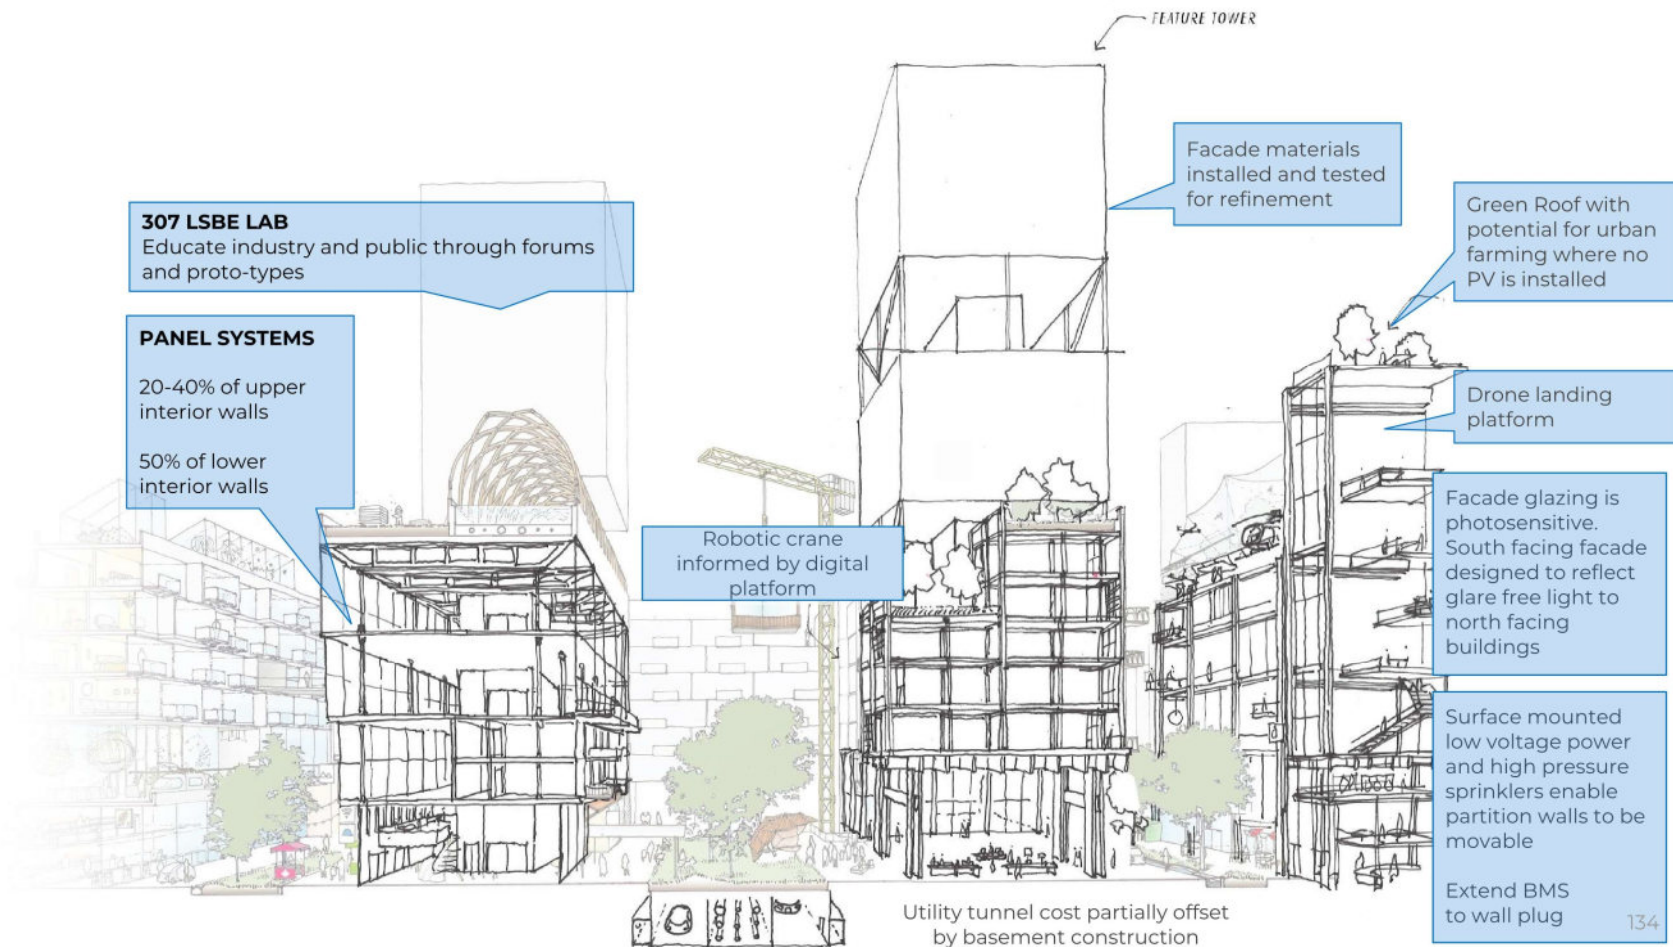 FEATURE TOWER
Facade materials
installed and tested
for refinement
307 LSBE LAB
Educate industry and public through forums
and proto-types
Green Roof with
potential for urban
farming where no
PV is installed
PANEL SYSTEMS
20-40% of upper
interior walls
50% of lower
interior walls
Drone landing
platform
Robotic crane
informed by digital
platform
Facade glazing is
photosensitive.
South facing facade
designed to reflect
glare free light to
north facing
buildings
Surface mounted
low voltage power
and high pressure
sprinklers enable
partition walls to be
movable
Extend BMS
to wall plug
Utility tunnel cost partially offset
by basement construction
134